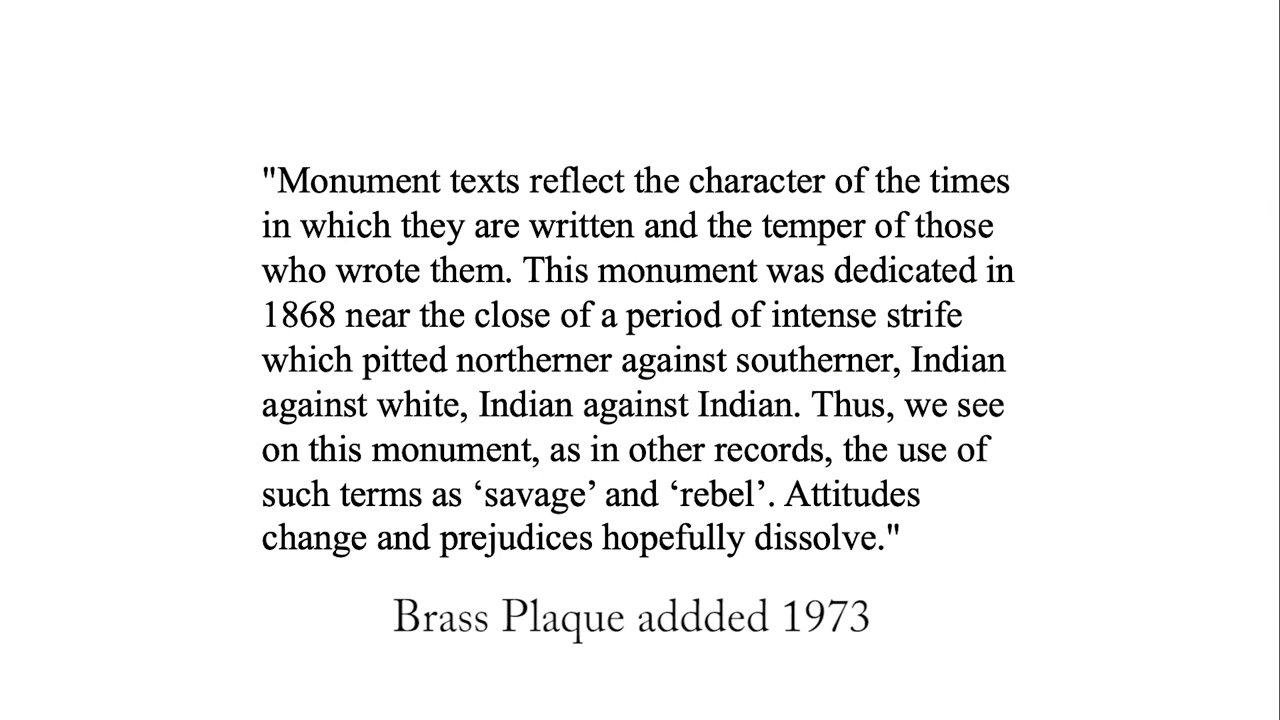 "Monument texts reflect the character of the times
in which they are written and the temper of those
who wrote them. This monument was dedicated in
1868 near the close of a period of intense strife
which pitted northerner against southerner, Indian
against white, Indian against Indian. Thus, we see
on this monument, as in other records, the use of
such terms as ‘savage’ and ‘rebel’. Attitudes
change and prejudices hopefully dissolve."
Brass Plaque addded 1973